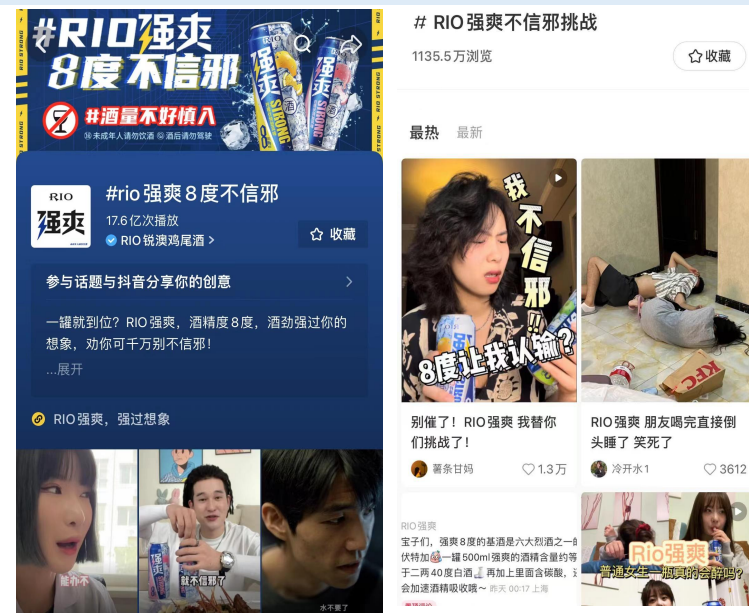 #RIO强爽
8度不信邪
#酒量不好慎入
未成年人请勿饮酒 酒后请勿驾驶
RIO
强爽
#rio强爽8度不信邪
17.6亿次播放
RIO锐澳鸡尾酒 >
收藏
参与话题与抖音分享你的创意
一罐就到位？RIO强爽，酒精度8度，酒劲强过你的
想象，劝你可千万别不信邪！
...展开
RIO强爽，强过想象
能办不
就不信邪了
水不要了
# RIO强爽不信邪挑战
1135.5万浏览
收藏
最热 最新
我不信邪!!
8度让我认输?
别催了！RIO强爽 我替你
们挑战了！
薯条甘妈
1.3万
KFC
RIO强爽 朋友喝完直接倒
头睡了 笑死了
冷开水1
3612
RIO强爽
宝子们，强爽8度的基酒是六大烈酒之一的
伏特加 一罐500ml强爽的酒精含量约等
于二两40度白酒 再加上里面含碳酸，
会加速酒精吸收哦～ 昨天 00:17 上海
Rio强爽
普通女生一瓶真的会醉吗?